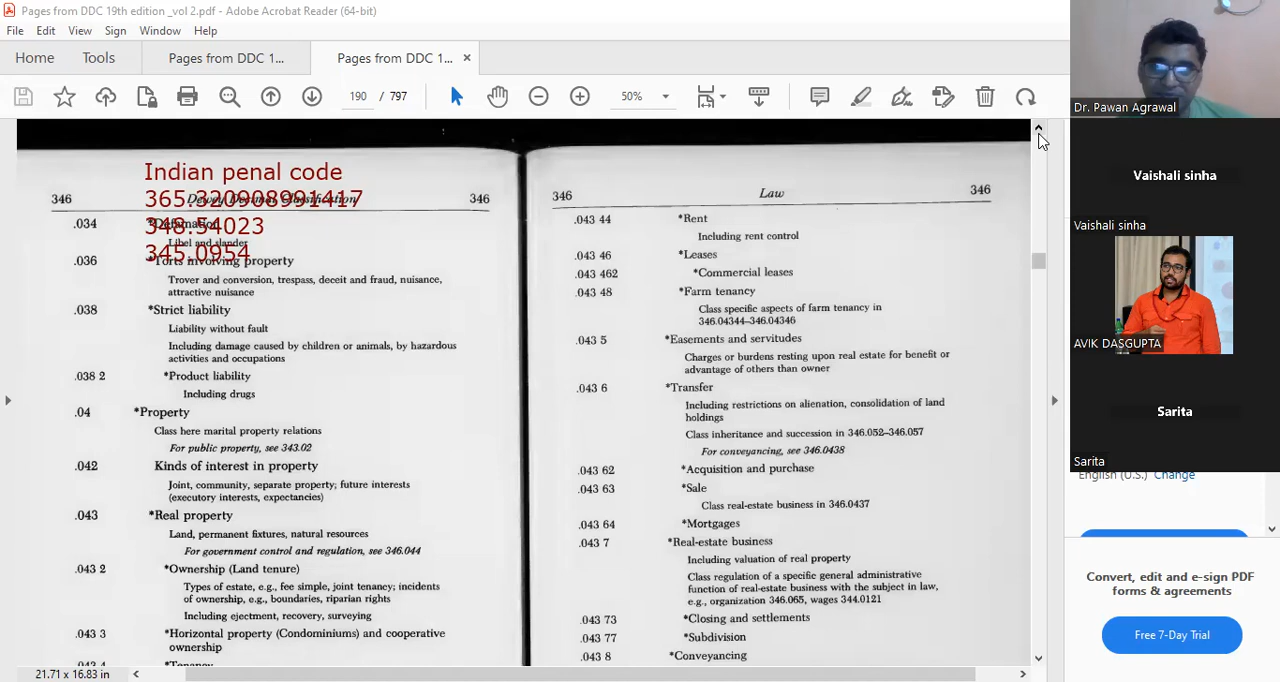 Pages from DDC 19th edition _vol 2.pdf - Adobe Acrobat Reader (64-bit)
File Edit View Sign Window Help
Home Tools Pages from DDC 1... Pages from DDC 1... ×
190 / 797 50%
Indian penal code
365.320908991417
348.54023
345.0954
346 Dewey Decimal Classification 346
.034 *Defamation
Libel and slander
.036 *Torts involving property
Trover and conversion, trespass, deceit and fraud, nuisance,
attractive nuisance
.038 *Strict liability
Liability without fault
Including damage caused by children or animals, by hazardous
activities and occupations
.038 2 *Product liability
Including drugs
.04 *Property
Class here marital property relations
For public property, see 343.02
.042 Kinds of interest in property
Joint, community, separate property; future interests
(executory interests, expectancies)
.043 *Real property
Land, permanent fixtures, natural resources
For government control and regulation, see 346.044
.043 2 *Ownership (Land tenure)
Types of estate, e.g., fee simple, joint tenancy; incidents
of ownership, e.g., boundaries, riparian rights
Including ejectment, recovery, surveying
.043 3 *Horizontal property (Condominiums) and cooperative
ownership
.043 4 *Tenancy
346 Law 346
.043 44 *Rent
Including rent control
.043 46 *Leases
.043 462 *Commercial leases
.043 48 *Farm tenancy
Class specific aspects of farm tenancy in
346.04344–346.04346
.043 5 *Easements and servitudes
Charges or burdens resting upon real estate for benefit or
advantage of others than owner
.043 6 *Transfer
Including restrictions on alienation, consolidation of land
holdings
Class inheritance and succession in 346.052–346.057
For conveyancing, see 346.0438
.043 62 *Acquisition and purchase
.043 63 *Sale
Class real-estate business in 346.0437
.043 64 *Mortgages
.043 7 *Real-estate business
Including valuation of real property
Class regulation of a specific general administrative
function of real-estate business with the subject in law,
e.g., organization 346.065, wages 344.0121
.043 73 *Closing and settlements
.043 77 *Subdivision
.043 8 *Conveyancing
21.71 x 16.83 in
Dr. Pawan Agrawal
Vaishali sinha
Vaishali sinha
AVIK DASGUPTA
Sarita
Sarita
English (U.S.) Change
Convert, edit and e-sign PDF
forms & agreements
Free 7-Day Trial